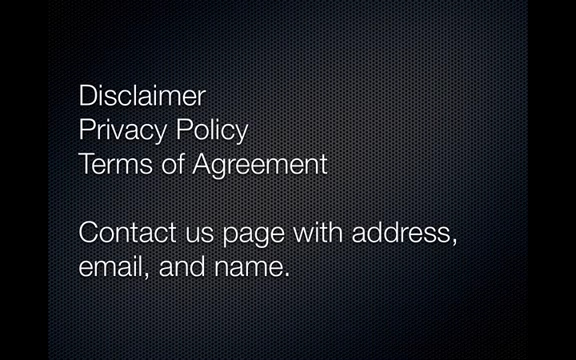 Disclaimer
Privacy Policy
Terms of Agreement
Contact us page with address,
email, and name.